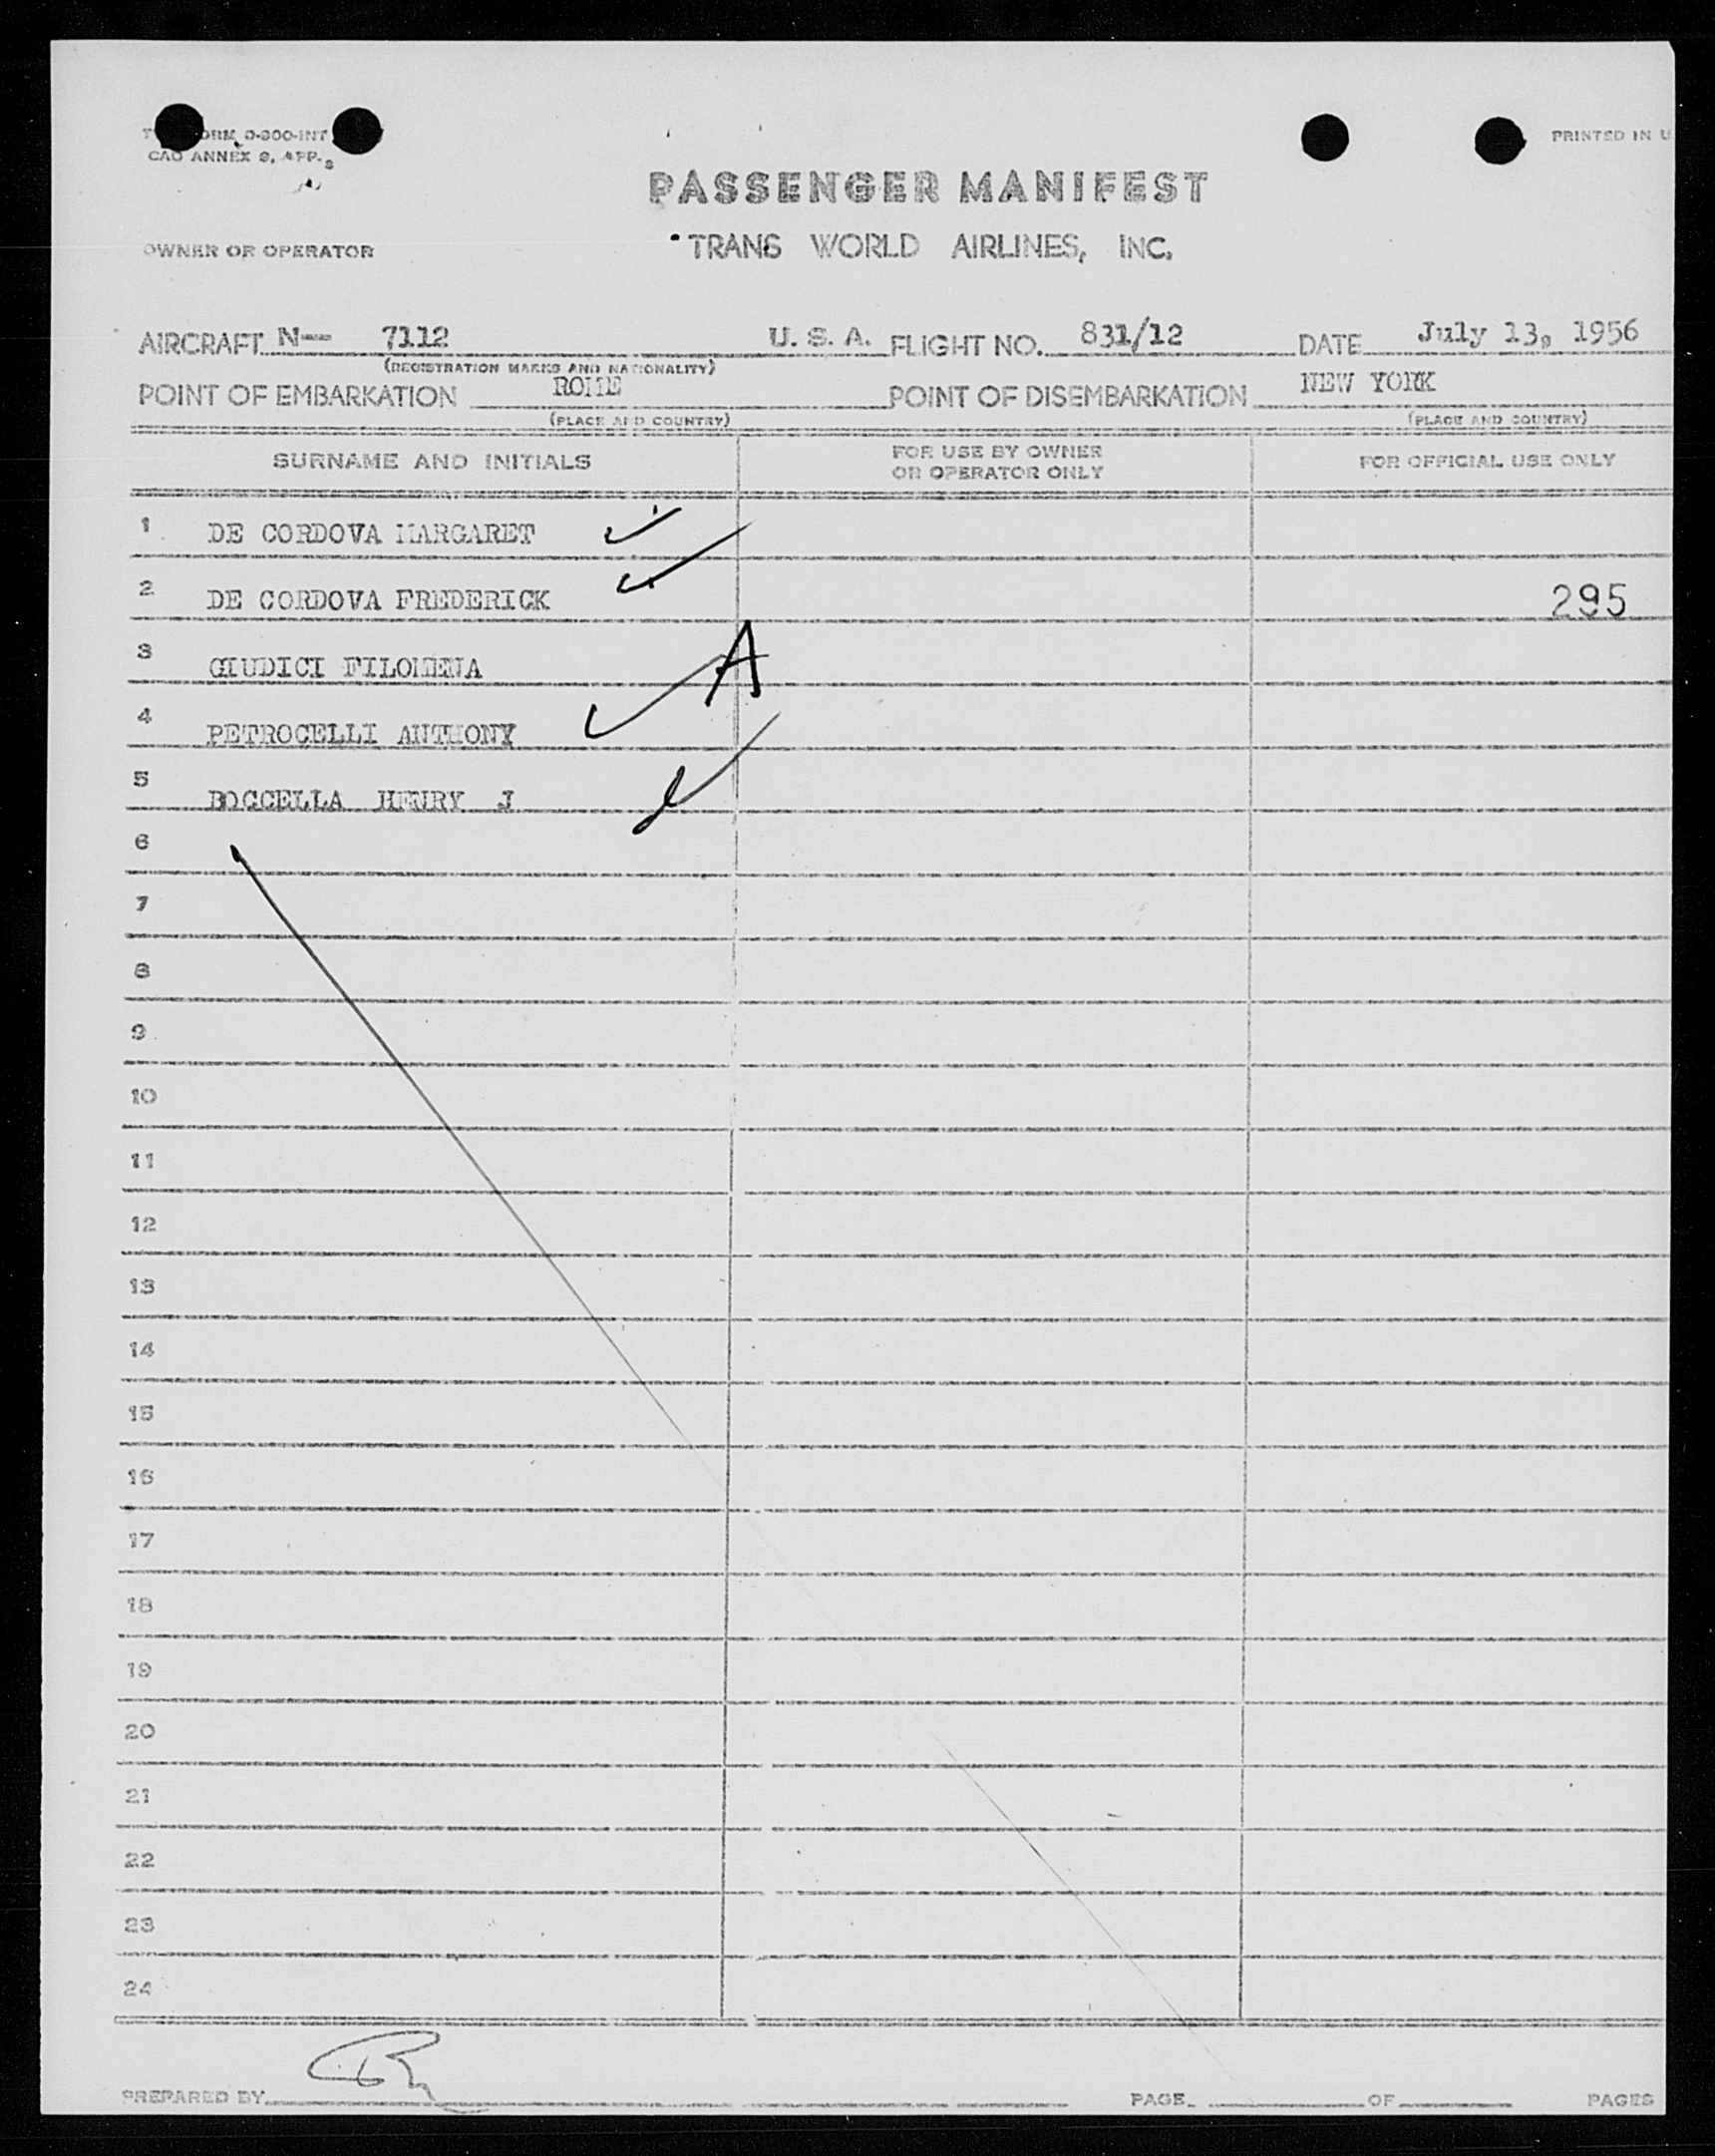 FORM O-300-INT
CAO ANNEX 9, APP. 3
PRINTED IN U
PASSENGER MANIFEST
OWNER OR OPERATOR TRANS WORLD AIRLINES, INC.
AIRCRAFT N-- 7112 U. S. A. FLIGHT NO. 831/12 DATE July 13, 1956
(REGISTRATION MARKS AND NATIONALITY)
POINT OF EMBARKATION ROME POINT OF DISEMBARKATION NEW YORK
(PLACE AND COUNTRY) (PLACE AND COUNTRY)
SURNAME AND INITIALS FOR USE BY OWNER OR OPERATOR ONLY FOR OFFICIAL USE ONLY
1 DE CORDOVA MARGARET
2 DE CORDOVA FREDERICK 295
3 GIUDICI FILOMENA A
4 PETROCELLI ANTHONY
5 BOCCELLA HENRY J
6
7
8
9
10
11
12
13
14
15
16
17
18
19
20
21
22
23
24
PREPARED BY PAGE OF PAGES